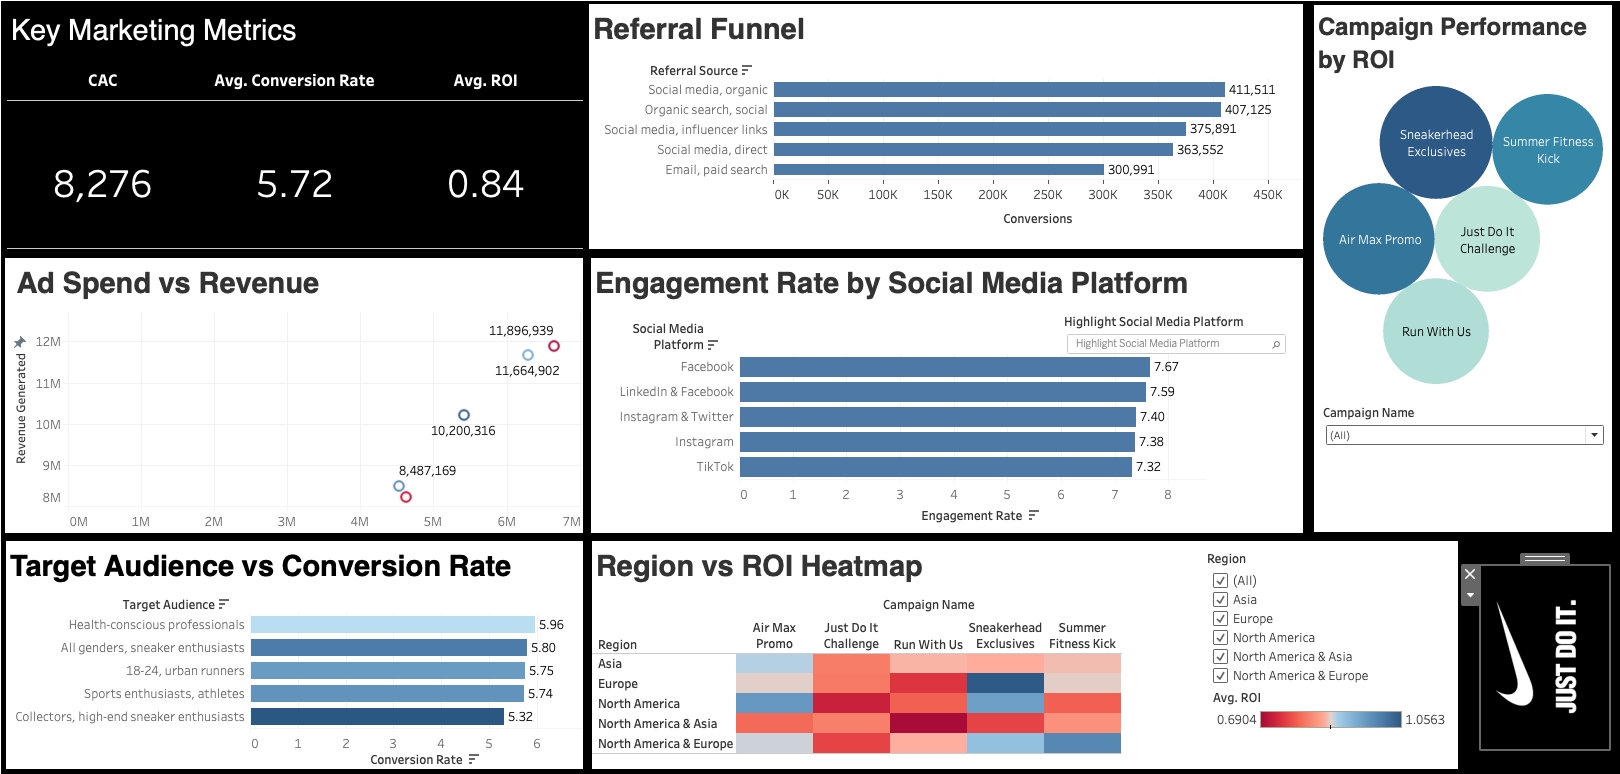 Key Marketing Metrics
CAC Avg. Conversion Rate Avg. ROI
8,276 5.72 0.84
Referral Funnel
Referral Source
Social media, organic 411,511
Organic search, social 407,125
Social media, influencer links 375,891
Social media, direct 363,552
Email, paid search 300,991
0K 50K 100K 150K 200K 250K 300K 350K 400K 450K
Conversions
Campaign Performance
by ROI
Sneakerhead
Exclusives
Summer Fitness
Kick
Air Max Promo
Just Do It
Challenge
Run With Us
Campaign Name
(All)
Ad Spend vs Revenue
Revenue Generated
12M
11M
10M
9M
8M
11,896,939
11,664,902
10,200,316
8,487,169
0M 1M 2M 3M 4M 5M 6M 7M
Engagement Rate by Social Media Platform
Highlight Social Media Platform
Highlight Social Media Platform
Social Media
Platform
Facebook 7.67
LinkedIn & Facebook 7.59
Instagram & Twitter 7.40
Instagram 7.38
TikTok 7.32
0 1 2 3 4 5 6 7 8
Engagement Rate
Target Audience vs Conversion Rate
Target Audience
Health-conscious professionals 5.96
All genders, sneaker enthusiasts 5.80
18-24, urban runners 5.75
Sports enthusiasts, athletes 5.74
Collectors, high-end sneaker enthusiasts 5.32
0 1 2 3 4 5 6
Conversion Rate
Region vs ROI Heatmap
Campaign Name
Region
Air Max
Promo
Just Do It
Challenge
Run With Us
Sneakerhead
Exclusives
Summer
Fitness Kick
Asia
Europe
North America
North America & Asia
North America & Europe
Region
(All)
Asia
Europe
North America
North America & Asia
North America & Europe
Avg. ROI
0.6904 1.0563
JUST DO IT.